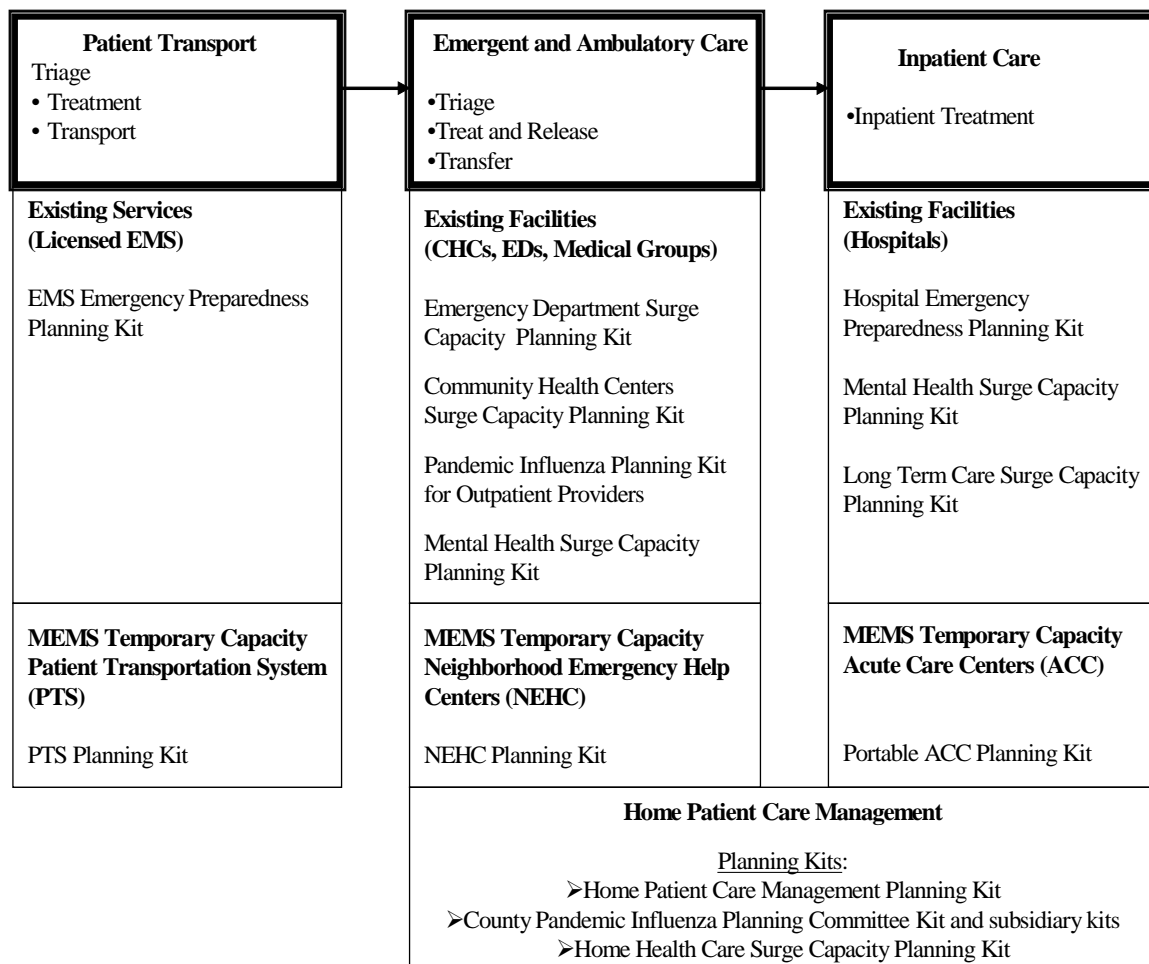 Patient Transport
Triage
• Treatment
• Transport
Emergent and Ambulatory Care
•Triage
•Treat and Release
•Transfer
Inpatient Care
•Inpatient Treatment
Existing Services
(Licensed EMS)
EMS Emergency Preparedness
Planning Kit
Existing Facilities
(CHCs, EDs, Medical Groups)
Emergency Department Surge
Capacity Planning Kit
Community Health Centers
Surge Capacity Planning Kit
Pandemic Influenza Planning Kit
for Outpatient Providers
Mental Health Surge Capacity
Planning Kit
Existing Facilities
(Hospitals)
Hospital Emergency
Preparedness Planning Kit
Mental Health Surge Capacity
Planning Kit
Long Term Care Surge Capacity
Planning Kit
MEMS Temporary Capacity
Patient Transportation System
(PTS)
PTS Planning Kit
MEMS Temporary Capacity
Neighborhood Emergency Help
Centers (NEHC)
NEHC Planning Kit
MEMS Temporary Capacity
Acute Care Centers (ACC)
Portable ACC Planning Kit
Home Patient Care Management
Planning Kits:
➢Home Patient Care Management Planning Kit
➢County Pandemic Influenza Planning Committee Kit and subsidiary kits
➢Home Health Care Surge Capacity Planning Kit